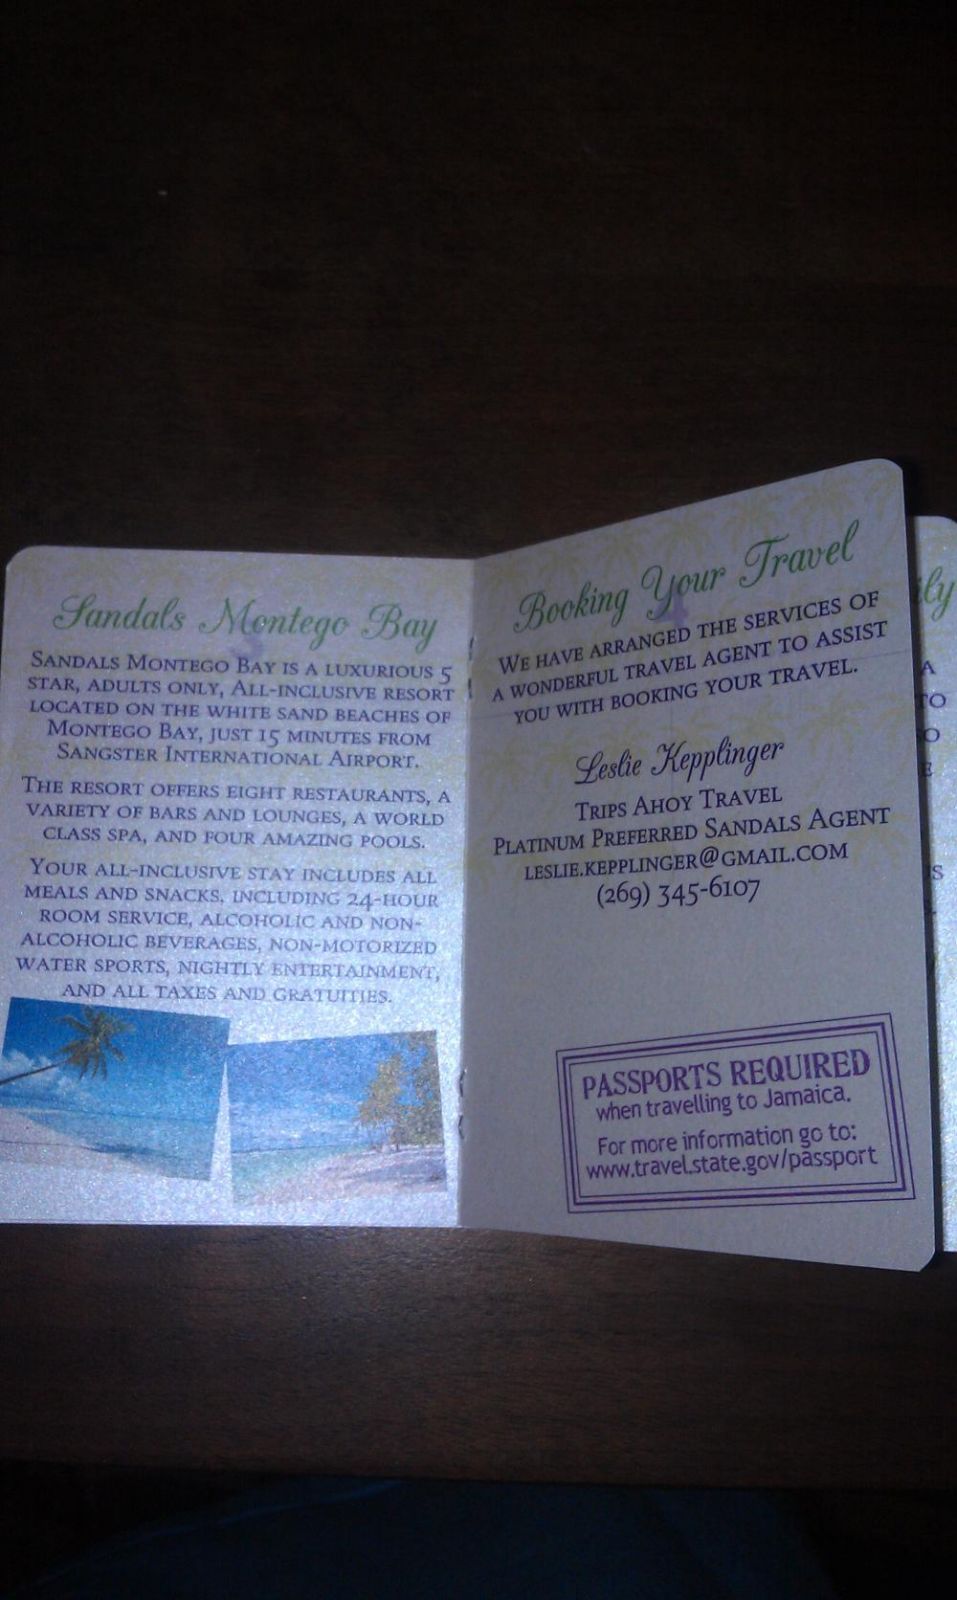 Sandals Montego Bay
3
SANDALS MONTEGO BAY IS A LUXURIOUS 5
STAR, ADULTS ONLY, ALL-INCLUSIVE RESORT
LOCATED ON THE WHITE SAND BEACHES OF
MONTEGO BAY, JUST 15 MINUTES FROM
SANGSTER INTERNATIONAL AIRPORT.
THE RESORT OFFERS EIGHT RESTAURANTS, A
VARIETY OF BARS AND LOUNGES, A WORLD
CLASS SPA, AND FOUR AMAZING POOLS.
YOUR ALL-INCLUSIVE STAY INCLUDES ALL
MEALS AND SNACKS, INCLUDING 24-HOUR
ROOM SERVICE, ALCOHOLIC AND NON-
ALCOHOLIC BEVERAGES, NON-MOTORIZED
WATER SPORTS, NIGHTLY ENTERTAINMENT,
AND ALL TAXES AND GRATUITIES.
Booking Your Travel
4
WE HAVE ARRANGED THE SERVICES OF
A WONDERFUL TRAVEL AGENT TO ASSIST
YOU WITH BOOKING YOUR TRAVEL.
Leslie Kepplinger
TRIPS AHOY TRAVEL
PLATINUM PREFERRED SANDALS AGENT
LESLIE.KEPPLINGER@GMAIL.COM
(269) 345-6107
PASSPORTS REQUIRED
when travelling to Jamaica.
For more information go to:
www.travel.state.gov/passport
ily
A
TO
O
E
IS